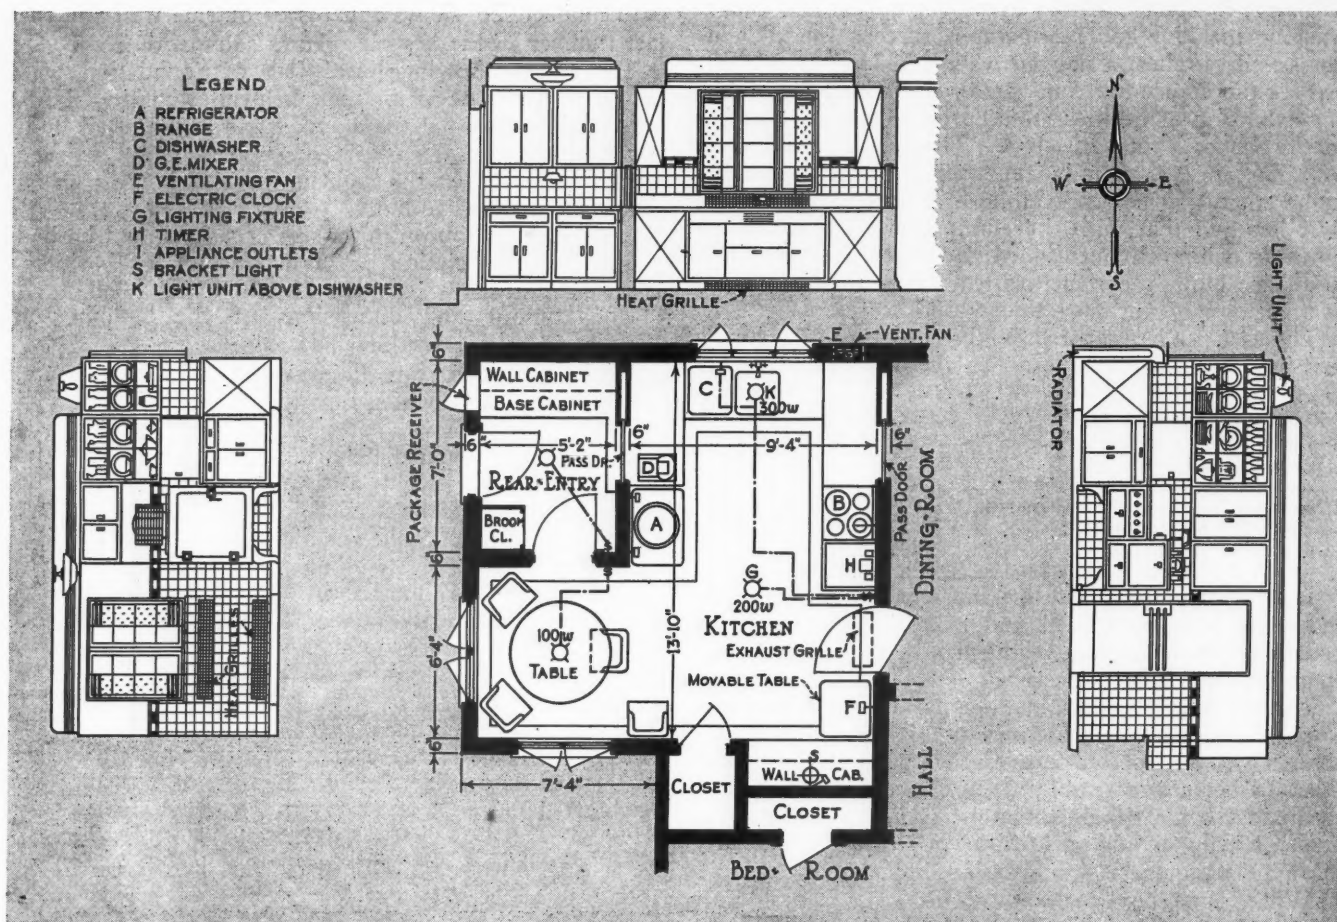 LEGEND
A REFRIGERATOR
B RANGE
C DISHWASHER
D G.E. MIXER
E VENTILATING FAN
F ELECTRIC CLOCK
G LIGHTING FIXTURE
H TIMER
I APPLIANCE OUTLETS
S BRACKET LIGHT
K LIGHT UNIT ABOVE DISHWASHER
HEAT GRILLE
N
W E
S
LIGHT UNIT
RADIATOR
HEAT GRILLES
E VENT. FAN
6"
WALL CABINET
BASE CABINET
C
K
300W
PACKAGE RECEIVER
7'-0"
6" 5'-2" 6" 9'-4" 6"
PASS DR.
REAR ENTRY
D
PASS DOOR
DINING ROOM
BROOM CL.
A
B
H
6"
S
S
G
200W
KITCHEN
EXHAUST GRILLE
6'-4"
100W
TABLE
13'-10"
MOVABLE TABLE
F
6"
7'-4"
CLOSET
S
WALL CAB.
HALL
CLOSET
BED ROOM